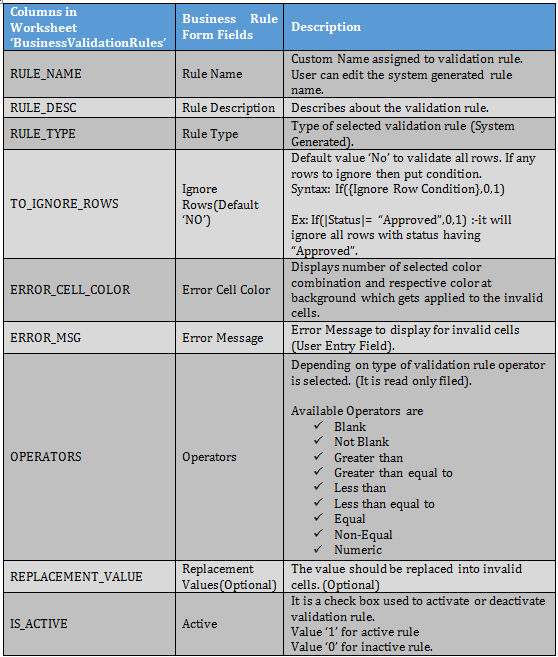 Columns in
Worksheet
'BusinessValidationRules'
Business Rule
Form Fields
Description
RULE_NAME
Rule Name
Custom Name assigned to validation rule.
User can edit the system generated rule
name.
RULE_DESC
Rule Description
Describes about the validation rule.
RULE_TYPE
Rule Type
Type of selected validation rule (System
Generated).
TO_IGNORE_ROWS
Ignore
Rows(Default
'NO')
Default value 'No' to validate all rows. If any
rows to ignore then put condition.
Syntax: If({Ignore Row Condition},0,1)
Ex: If(|Status|= "Approved",0,1) :-it will
ignore all rows with status having
"Approved".
ERROR_CELL_COLOR
Error Cell Color
Displays number of selected color
combination and respective color at
background which gets applied to the invalid
cells.
ERROR_MSG
Error Message
Error Message to display for invalid cells
(User Entry Field).
OPERATORS
Operators
Depending on type of validation rule operator
is selected. (It is read only filed).
Available Operators are
✓ Blank
✓ Not Blank
✓ Greater than
✓ Greater than equal to
✓ Less than
✓ Less than equal to
✓ Equal
✓ Non-Equal
✓ Numeric
REPLACEMENT_VALUE
Replacement
Values(Optional)
The value should be replaced into invalid
cells. (Optional)
IS_ACTIVE
Active
It is a check box used to activate or deactivate
validation rule.
Value '1' for active rule
Value '0' for inactive rule.